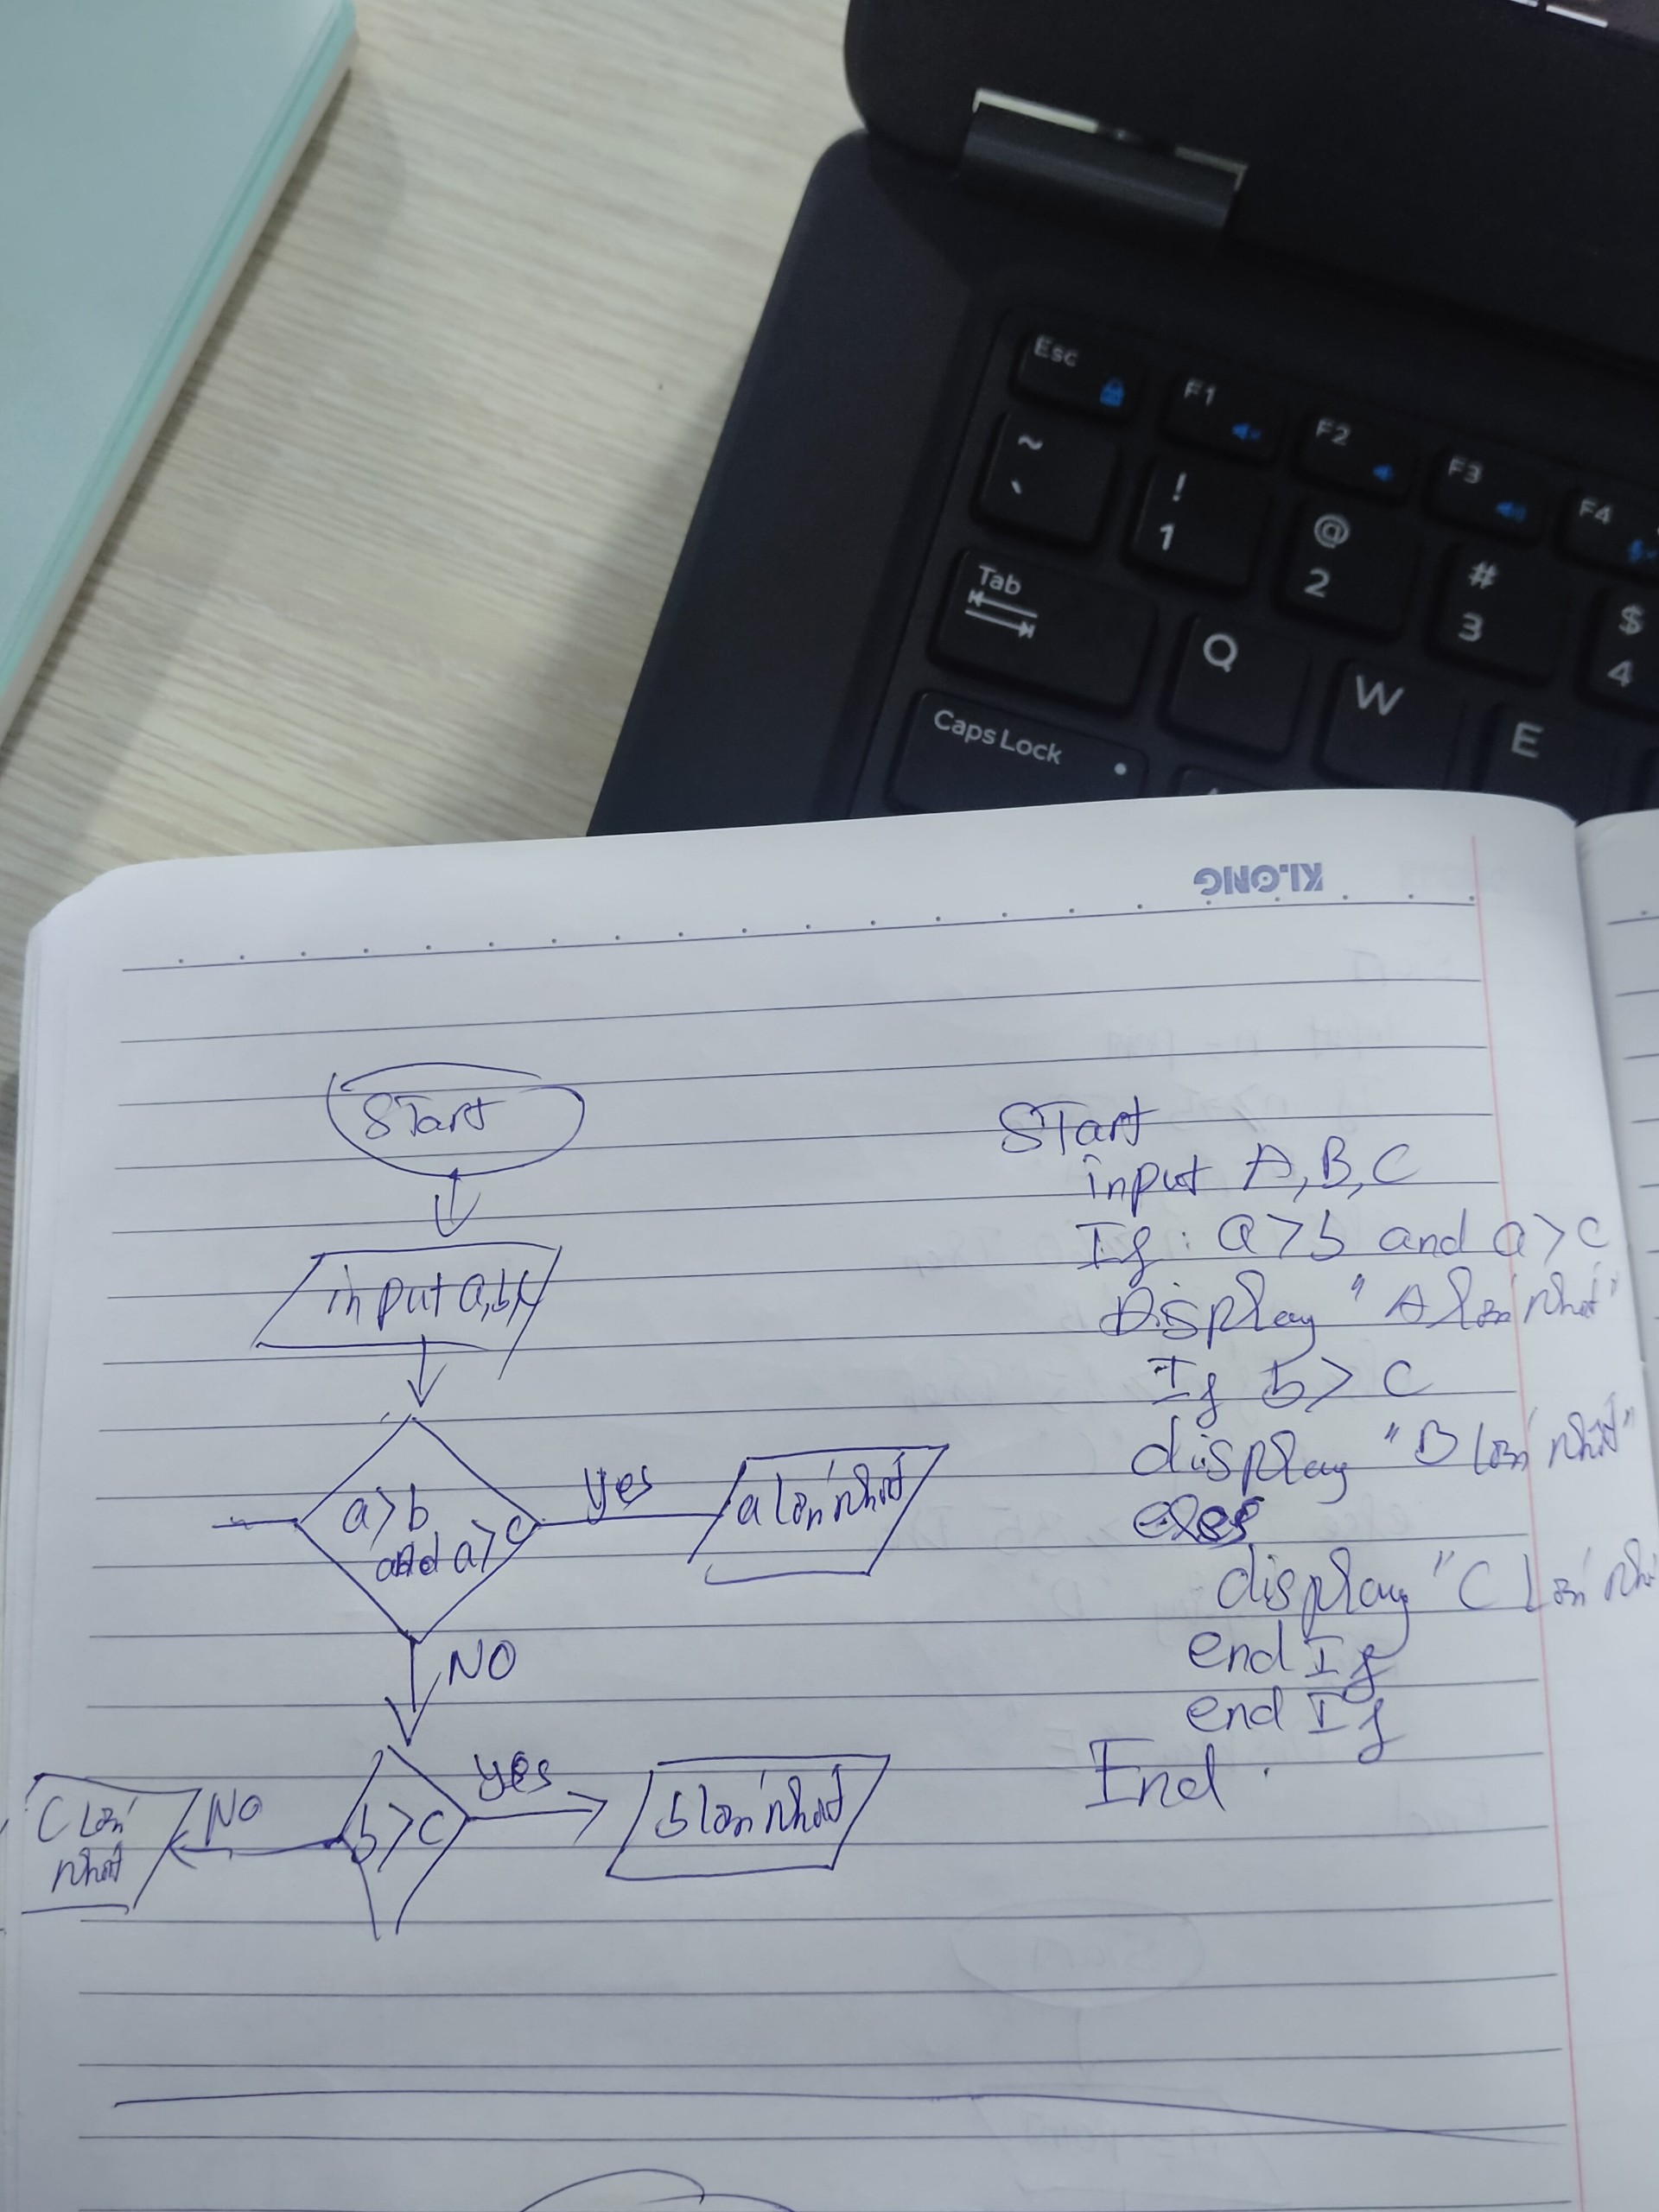 Esc
F1
F2
F3
F4
~
`
!
1
@
2
#
3
$
4
Tab
Q
W
E
Caps Lock
KLONG
START
input a,b,c
a>b
and a>c
yes
a lớn nhất
NO
b>c
yes
b lớn nhất
NO
C lớn
nhất
START
input A, B, C
If : a>b and a>c
Display "A lớn nhất"
If b> C
display "B lớn nhất"
else
display "C Lớn nhấ
end If
end If
End .